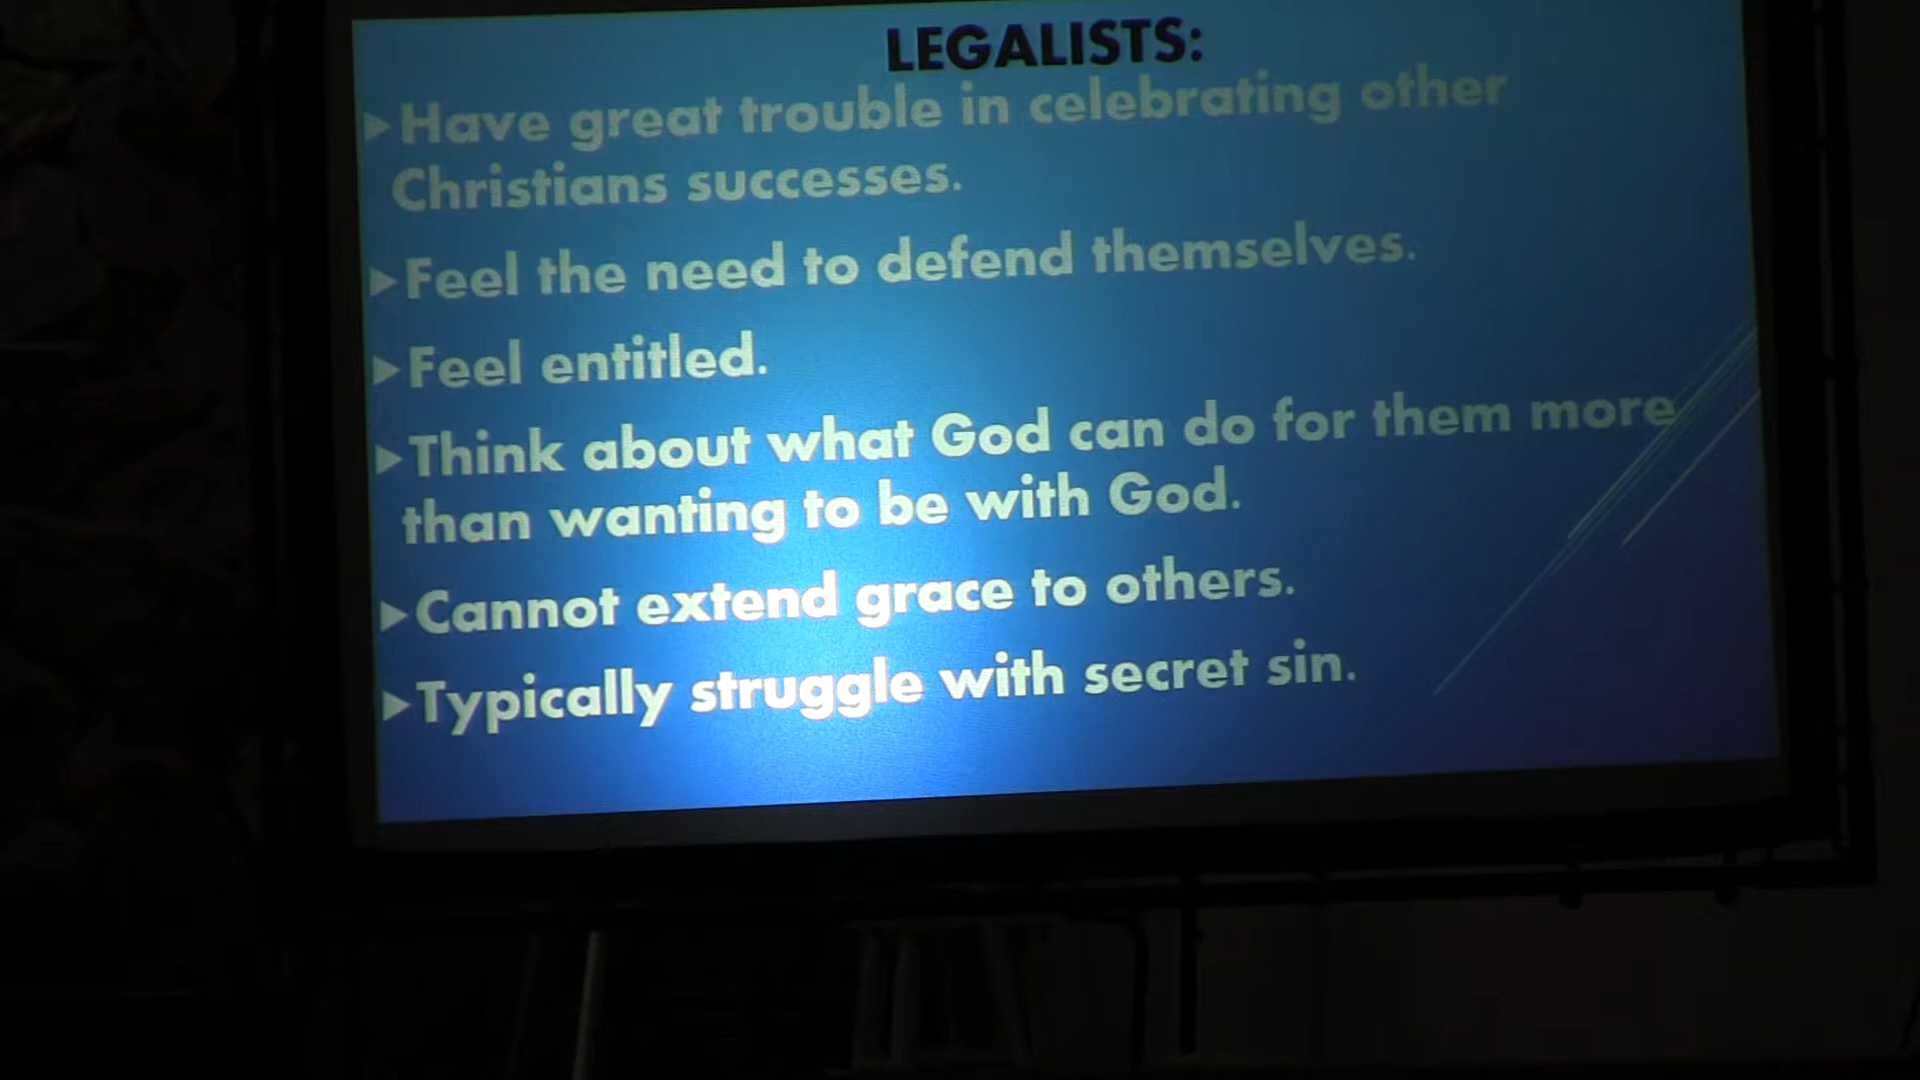 LEGALISTS:
▶Have great trouble in celebrating other
Christians successes.
▶Feel the need to defend themselves.
▶Feel entitled.
▶Think about what God can do for them more
than wanting to be with God.
▶Cannot extend grace to others.
▶Typically struggle with secret sin.